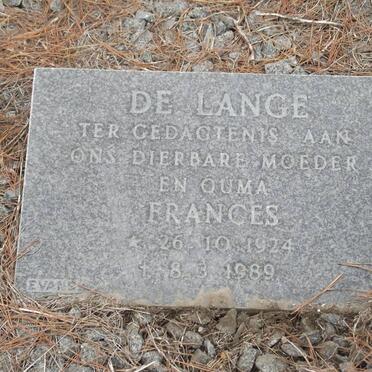 DE LANGE
TER GEDAGTENIS AAN
ONS DIERBARE MOEDER
EN OUMA
FRANCES
* 26.10.1924
† 8.3.1989
EVANS